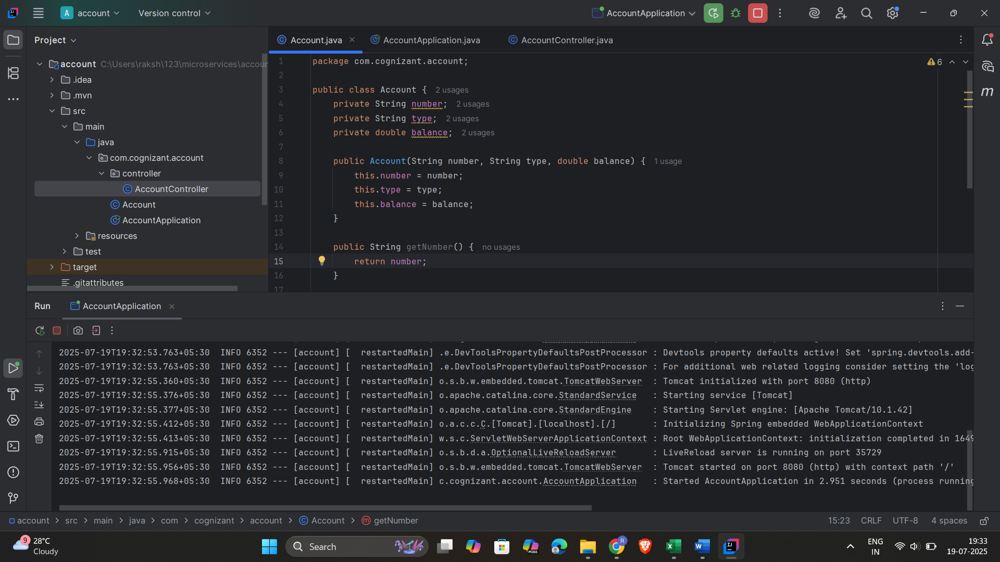 account
Version control
AccountApplication
Project
account C:\Users\raksh\123\microservices\accour
.idea
.mvn
src
main
java
com.cognizant.account
controller
AccountController
Account
AccountApplication
resources
test
target
.gitattributes
Account.java
AccountApplication.java
AccountController.java
6
1 package com.cognizant.account;
2
3 public class Account { 2 usages
4 private String number; 2 usages
5 private String type; 2 usages
6 private double balance; 2 usages
7
8 public Account(String number, String type, double balance) { 1 usage
9 this.number = number;
10 this.type = type;
11 this.balance = balance;
12 }
13
14 public String getNumber() { no usages
15 return number;
16 }
17
Run AccountApplication
2025-07-19T19:32:53.763+05:30 INFO 6352 --- [account] [ restartedMain] .e.DevToolsPropertyDefaultsPostProcessor : Devtools property defaults active! Set 'spring.devtools.add-
2025-07-19T19:32:53.763+05:30 INFO 6352 --- [account] [ restartedMain] .e.DevToolsPropertyDefaultsPostProcessor : For additional web related logging consider setting the 'log
2025-07-19T19:32:55.360+05:30 INFO 6352 --- [account] [ restartedMain] o.s.b.w.embedded.tomcat.TomcatWebServer : Tomcat initialized with port 8080 (http)
2025-07-19T19:32:55.376+05:30 INFO 6352 --- [account] [ restartedMain] o.apache.catalina.core.StandardService : Starting service [Tomcat]
2025-07-19T19:32:55.377+05:30 INFO 6352 --- [account] [ restartedMain] o.apache.catalina.core.StandardEngine : Starting Servlet engine: [Apache Tomcat/10.1.42]
2025-07-19T19:32:55.412+05:30 INFO 6352 --- [account] [ restartedMain] o.a.c.c.C.[Tomcat].[localhost].[/] : Initializing Spring embedded WebApplicationContext
2025-07-19T19:32:55.413+05:30 INFO 6352 --- [account] [ restartedMain] w.s.c.ServletWebServerApplicationContext : Root WebApplicationContext: initialization completed in 1649
2025-07-19T19:32:55.915+05:30 INFO 6352 --- [account] [ restartedMain] o.s.b.d.a.OptionalLiveReloadServer : LiveReload server is running on port 35729
2025-07-19T19:32:55.956+05:30 INFO 6352 --- [account] [ restartedMain] o.s.b.w.embedded.tomcat.TomcatWebServer : Tomcat started on port 8080 (http) with context path '/'
2025-07-19T19:32:55.968+05:30 INFO 6352 --- [account] [ restartedMain] c.cognizant.account.AccountApplication : Started AccountApplication in 2.951 seconds (process running
account > src > main > java > com > cognizant > account > Account > getNumber
15:23 CRLF UTF-8 4 spaces
9 28°C
Cloudy
Search
ENG
IN
19:33
19-07-2025